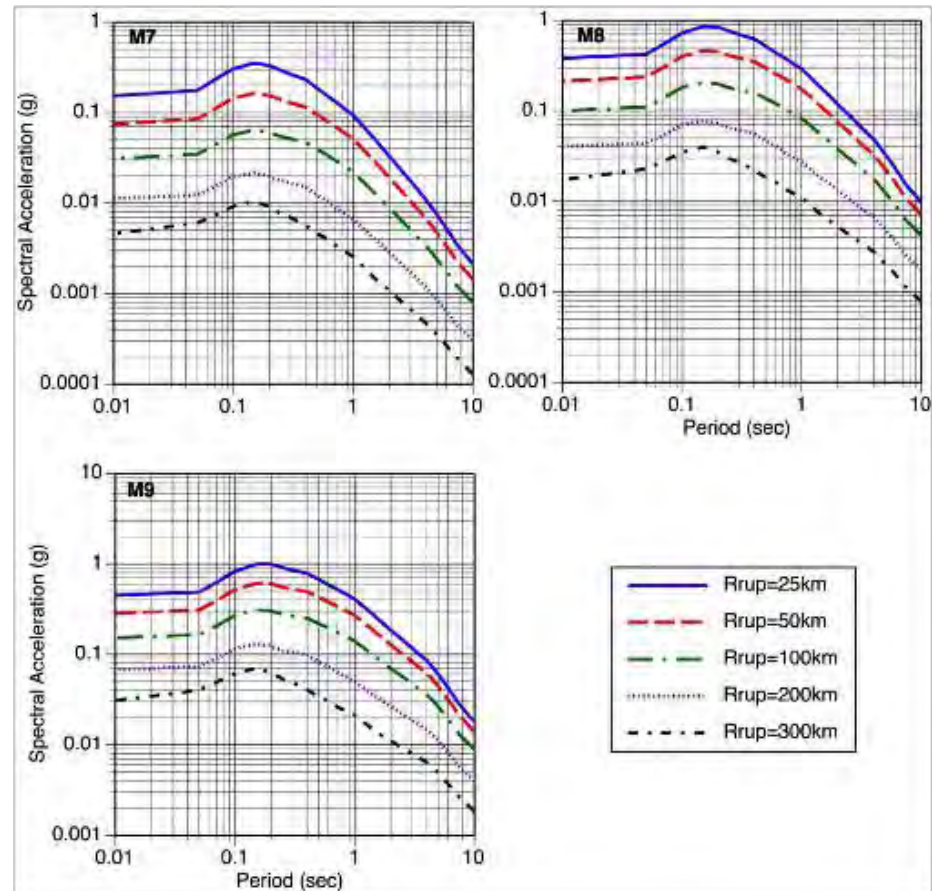 M7
Spectral Acceleration (g)
1
0.1
0.01
0.001
0.0001
0.01
0.1
1
10
M8
1
0.1
0.01
0.001
0.0001
0.01
0.1
1
10
Period (sec)
M9
Spectral Acceleration (g)
10
1
0.1
0.01
0.001
0.01
0.1
1
10
Period (sec)
Rrup=25km
Rrup=50km
Rrup=100km
Rrup=200km
Rrup=300km